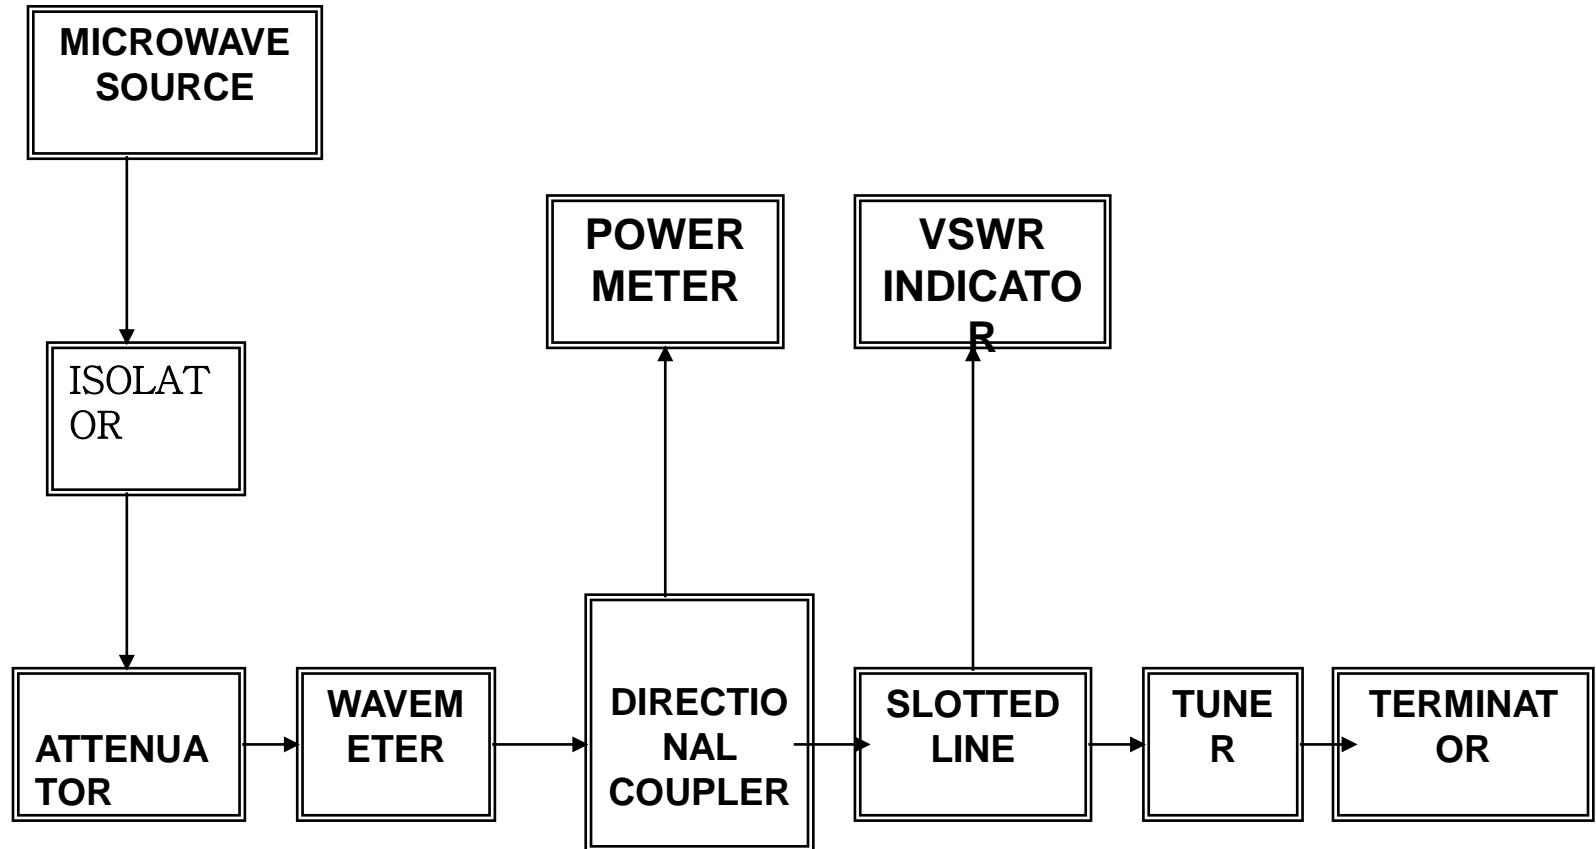 MICROWAVE
SOURCE
POWER
METER
VSWR
INDICATO
R
ISOLAT
OR
ATTENUA
TOR
WAVEM
ETER
DIRECTIO
NAL
COUPLER
SLOTTED
LINE
TUNE
R
TERMINAT
OR